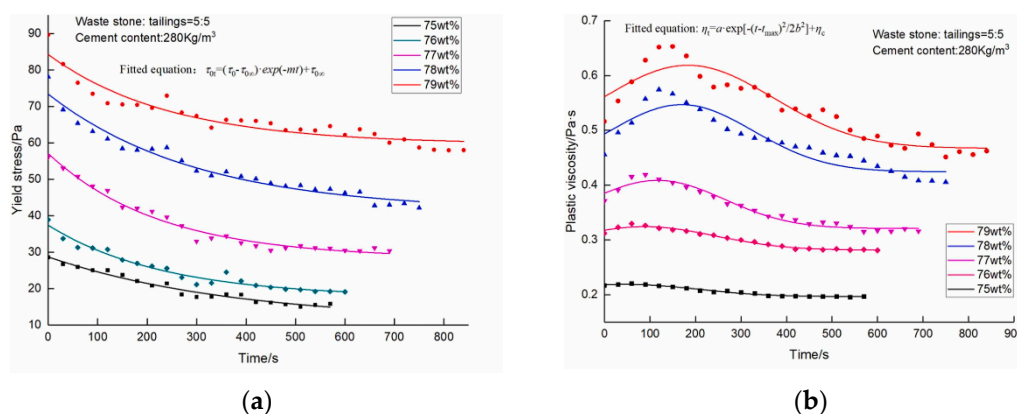 Waste stone: tailings=5:5
Cement content:280Kg/m³
Fitted equation： τ₀ₜ=(τ₀-τ₀∞)·exp(-mt)+τ₀∞
75wt%
76wt%
77wt%
78wt%
79wt%
Yield stress/Pa
90
80
70
60
50
40
30
20
10
0 100 200 300 400 500 600 700 800
Time/s
(a)
Fitted equation: ηₜ=a·exp[-(t-tmax)²/2b²]+ηc
Waste stone: tailings=5:5
Cement content:280Kg/m³
Plastic viscosity/Pa·s
0.7
0.6
0.5
0.4
0.3
0.2
79wt%
78wt%
77wt%
76wt%
75wt%
0 100 200 300 400 500 600 700 800 90
Time/s
(b)